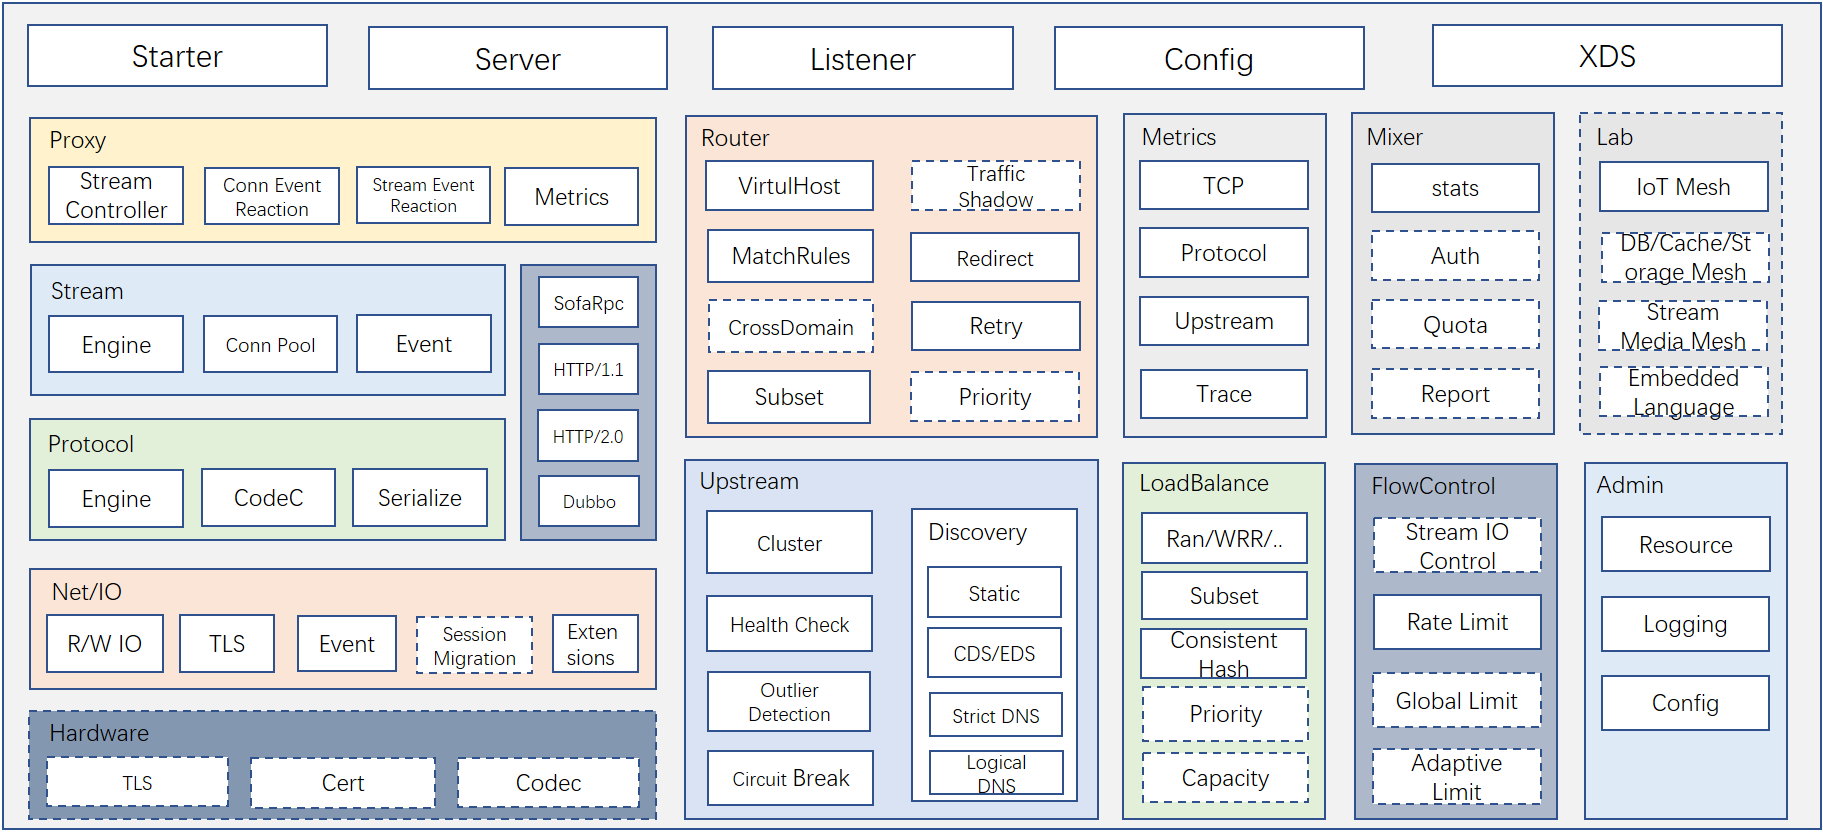 Starter
Server
Listener
Config
XDS
Proxy
Stream
Controller
Conn Event
Reaction
Stream Event
Reaction
Metrics
Stream
Engine
Conn Pool
Event
Protocol
Engine
CodeC
Serialize
SofaRpc
HTTP/1.1
HTTP/2.0
Dubbo
Net/IO
R/W IO
TLS
Event
Session
Migration
Exten
sions
Hardware
TLS
Cert
Codec
Router
VirtulHost
Traffic
Shadow
MatchRules
Redirect
CrossDomain
Retry
Subset
Priority
Upstream
Cluster
Health Check
Outlier
Detection
Circuit Break
Discovery
Static
CDS/EDS
Strict DNS
Logical
DNS
Metrics
TCP
Protocol
Upstream
Trace
Mixer
stats
Auth
Quota
Report
Lab
IoT Mesh
DB/Cache/St
orage Mesh
Stream
Media Mesh
Embedded
Language
LoadBalance
Ran/WRR/..
Subset
Consistent
Hash
Priority
Capacity
FlowControl
Stream IO
Control
Rate Limit
Global Limit
Adaptive
Limit
Admin
Resource
Logging
Config